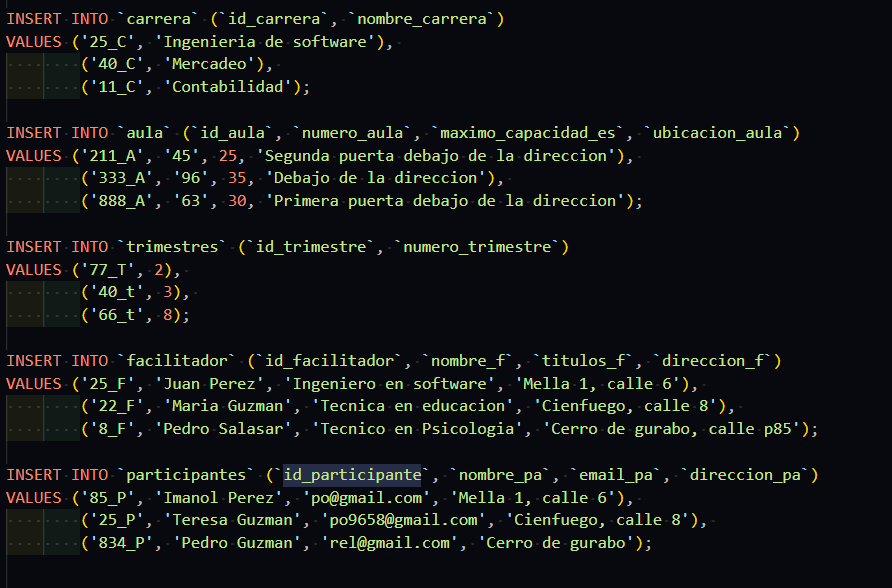 INSERT INTO `carrera` (`id_carrera`, `nombre_carrera`)
VALUES ('25_C', 'Ingenieria de software'),
('40_C', 'Mercadeo'),
('11_C', 'Contabilidad');
INSERT INTO `aula` (`id_aula`, `numero_aula`, `maximo_capacidad_es`, `ubicacion_aula`)
VALUES ('211_A', '45', 25, 'Segunda puerta debajo de la direccion'),
('333_A', '96', 35, 'Debajo de la direccion'),
('888_A', '63', 30, 'Primera puerta debajo de la direccion');
INSERT INTO `trimestres` (`id_trimestre`, `numero_trimestre`)
VALUES ('77_T', 2),
('40_t', 3),
('66_t', 8);
INSERT INTO `facilitador` (`id_facilitador`, `nombre_f`, `titulos_f`, `direccion_f`)
VALUES ('25_F', 'Juan Perez', 'Ingeniero en software', 'Mella 1, calle 6'),
('22_F', 'Maria Guzman', 'Tecnica en educacion', 'Cienfuego, calle 8'),
('8_F', 'Pedro Salasar', 'Tecnico en Psicologia', 'Cerro de gurabo, calle p85');
INSERT INTO `participantes` (`id_participante`, `nombre_pa`, `email_pa`, `direccion_pa`)
VALUES ('85_P', 'Imanol Perez', 'po@gmail.com', 'Mella 1, calle 6'),
('25_P', 'Teresa Guzman', 'po9658@gmail.com', 'Cienfuego, calle 8'),
('834_P', 'Pedro Guzman', 'rel@gmail.com', 'Cerro de gurabo');